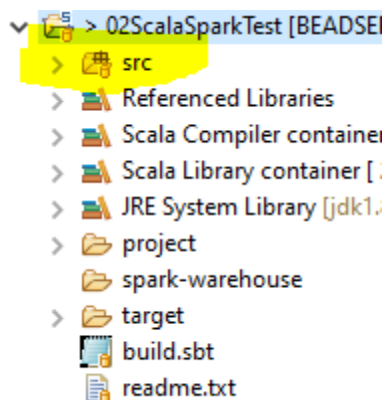 > 02ScalaSparkTest [BEADSE
src
Referenced Libraries
Scala Compiler container
Scala Library container [
JRE System Library [jdk1.
project
spark-warehouse
target
build.sbt
readme.txt